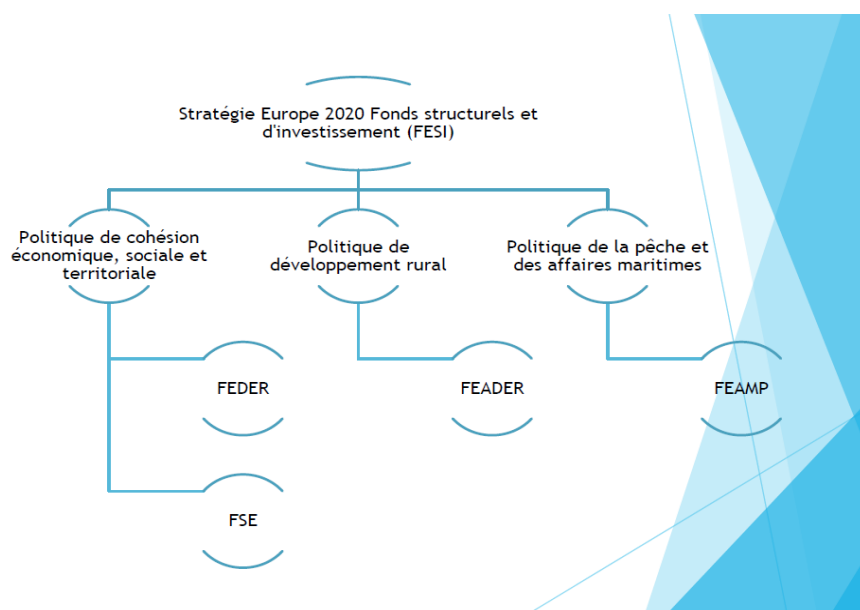 Stratégie Europe 2020 Fonds structurels et
d'investissement (FESI)
Politique de cohésion
économique, sociale et
territoriale
Politique de
développement rural
Politique de la pêche et
des affaires maritimes
FEDER
FEADER
FEAMP
FSE